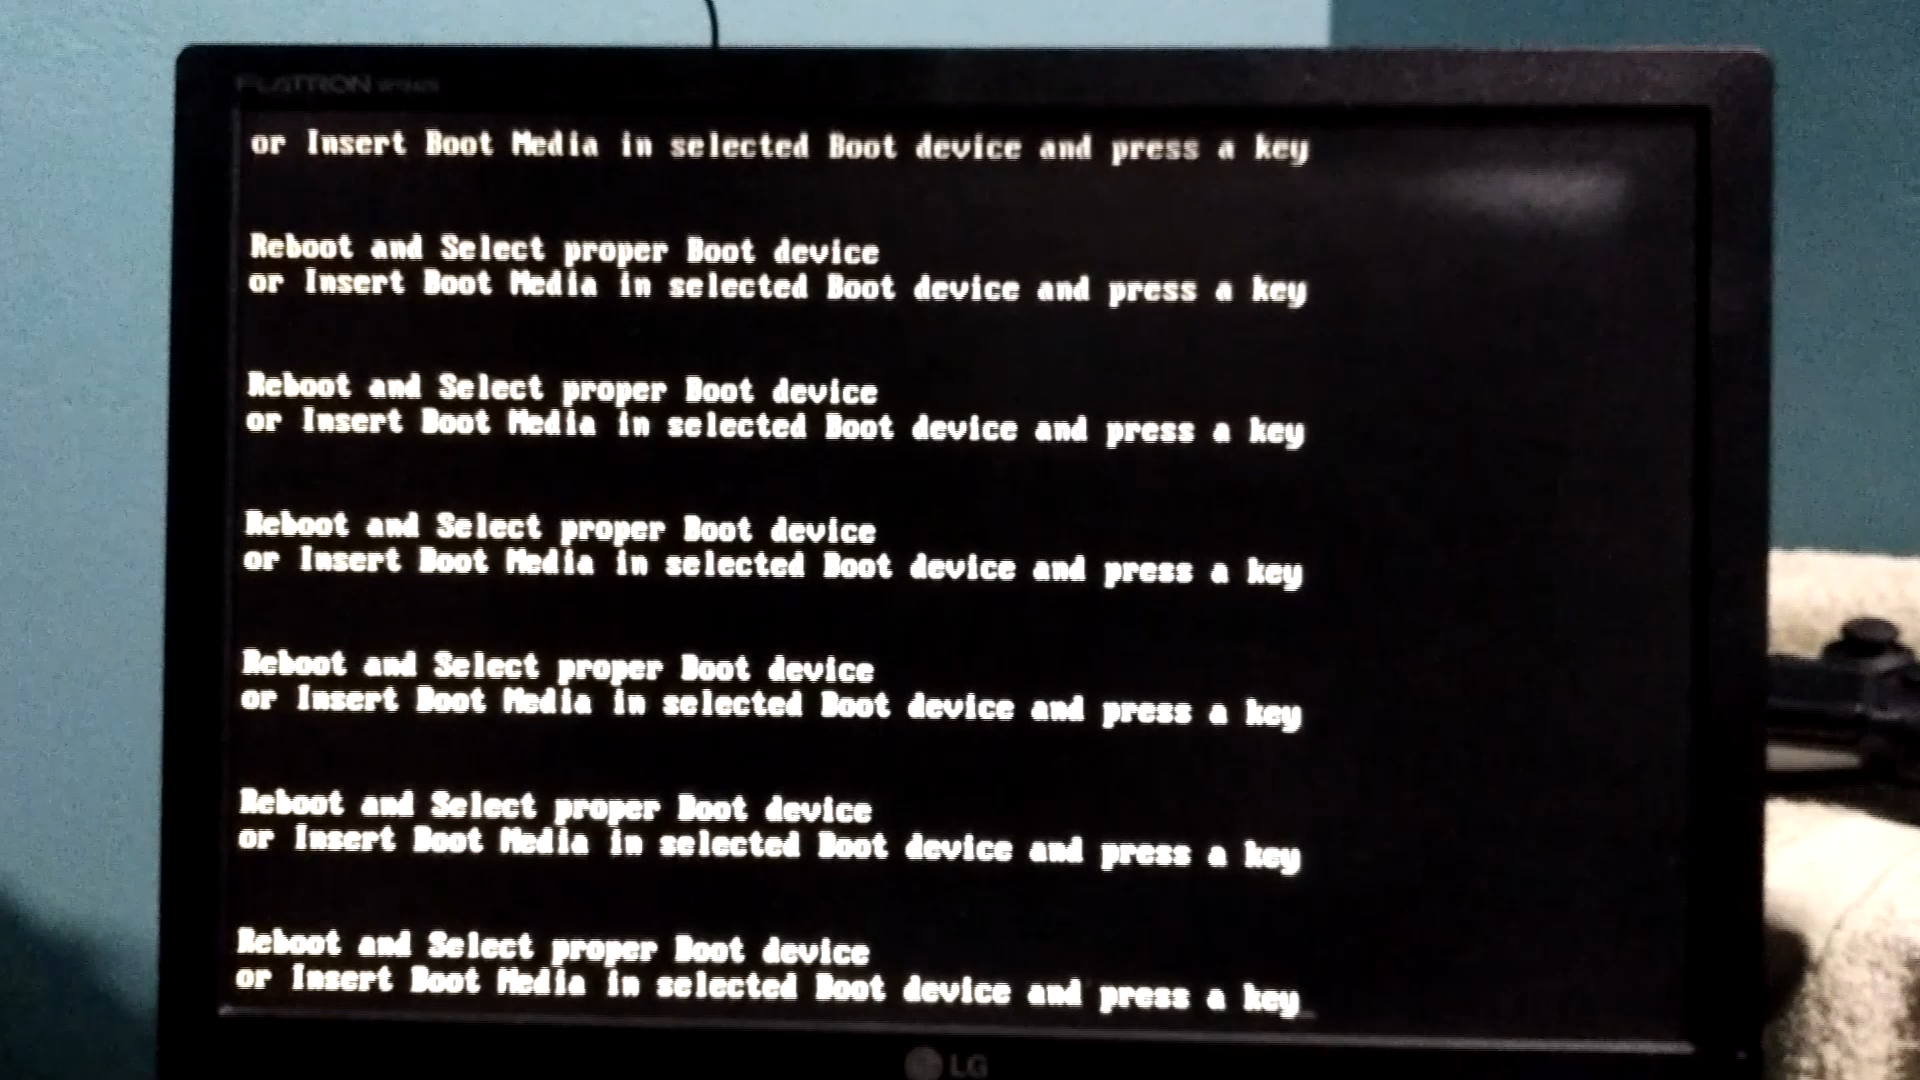 FLATRON
or Insert Boot Media in selected Boot device and press a key
Reboot and Select proper Boot device
or Insert Boot Media in selected Boot device and press a key
Reboot and Select proper Boot device
or Insert Boot Media in selected Boot device and press a key
Reboot and Select proper Boot device
or Insert Boot Media in selected Boot device and press a key
Reboot and Select proper Boot device
or Insert Boot Media in selected Boot device and press a key
Reboot and Select proper Boot device
or Insert Boot Media in selected Boot device and press a key
Reboot and Select proper Boot device
or Insert Boot Media in selected Boot device and press a key_
LG